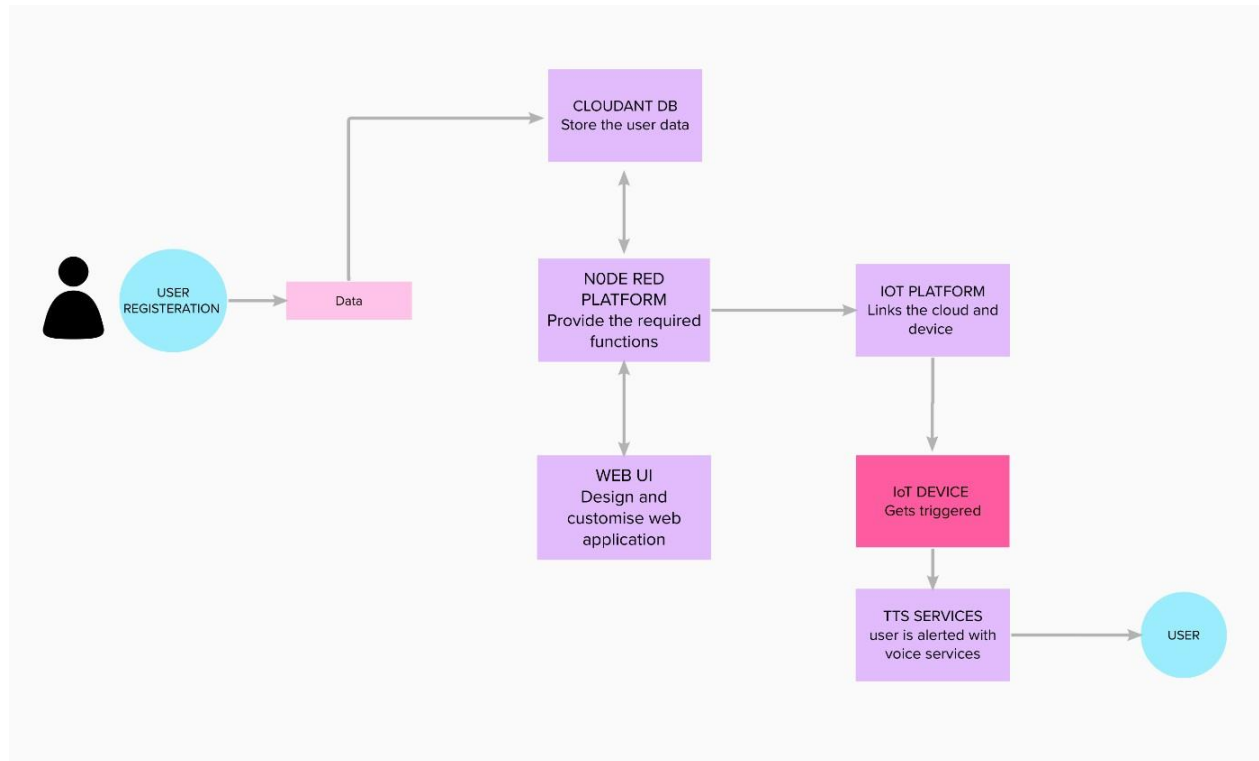 CLOUDANT DB
Store the user data
USER
REGISTERATION
Data
N0DE RED
PLATFORM
Provide the required
functions
IOT PLATFORM
Links the cloud and
device
WEB UI
Design and
customise web
application
IoT DEVICE
Gets triggered
TTS SERVICES
user is alerted with
voice services
USER